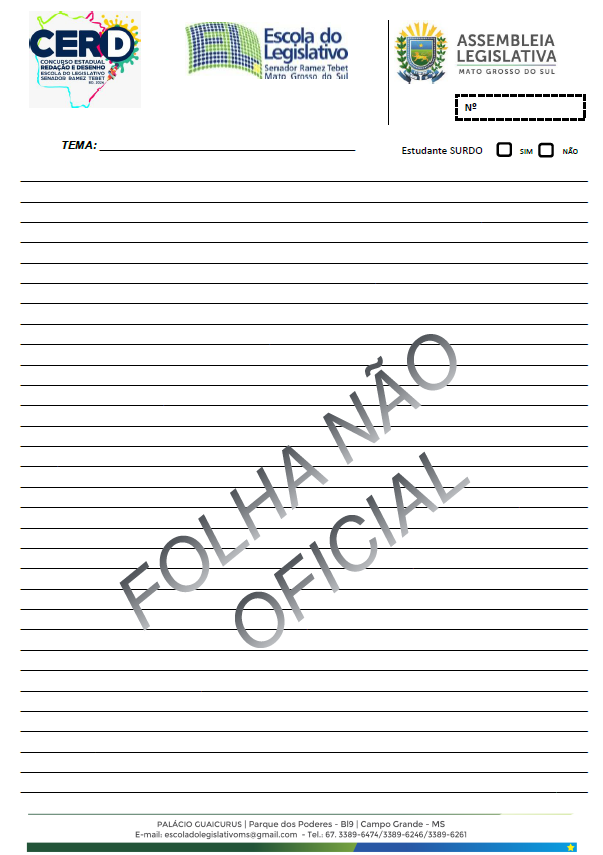 CERD
CONCURSO ESTADUAL
REDAÇÃO E DESENHO
ESCOLA DO LEGISLATIVO
SENADOR RAMEZ TEBET
Escola do
Legislativo
Senador Ramez Tebet
Mato Grosso do Sul
ASSEMBLEIA
LEGISLATIVA
MATO GROSSO DO SUL
Nº
TEMA:
Estudante SURDO SIM NÃO
FOLHA NÃO
OFICIAL
PALÁCIO GUAICURUS | Parque dos Poderes - Bl9 | Campo Grande - MS
E-mail: escoladolegislativoms@gmail.com - Tel.: 67. 3389-6474/3389-6246/3389-6261